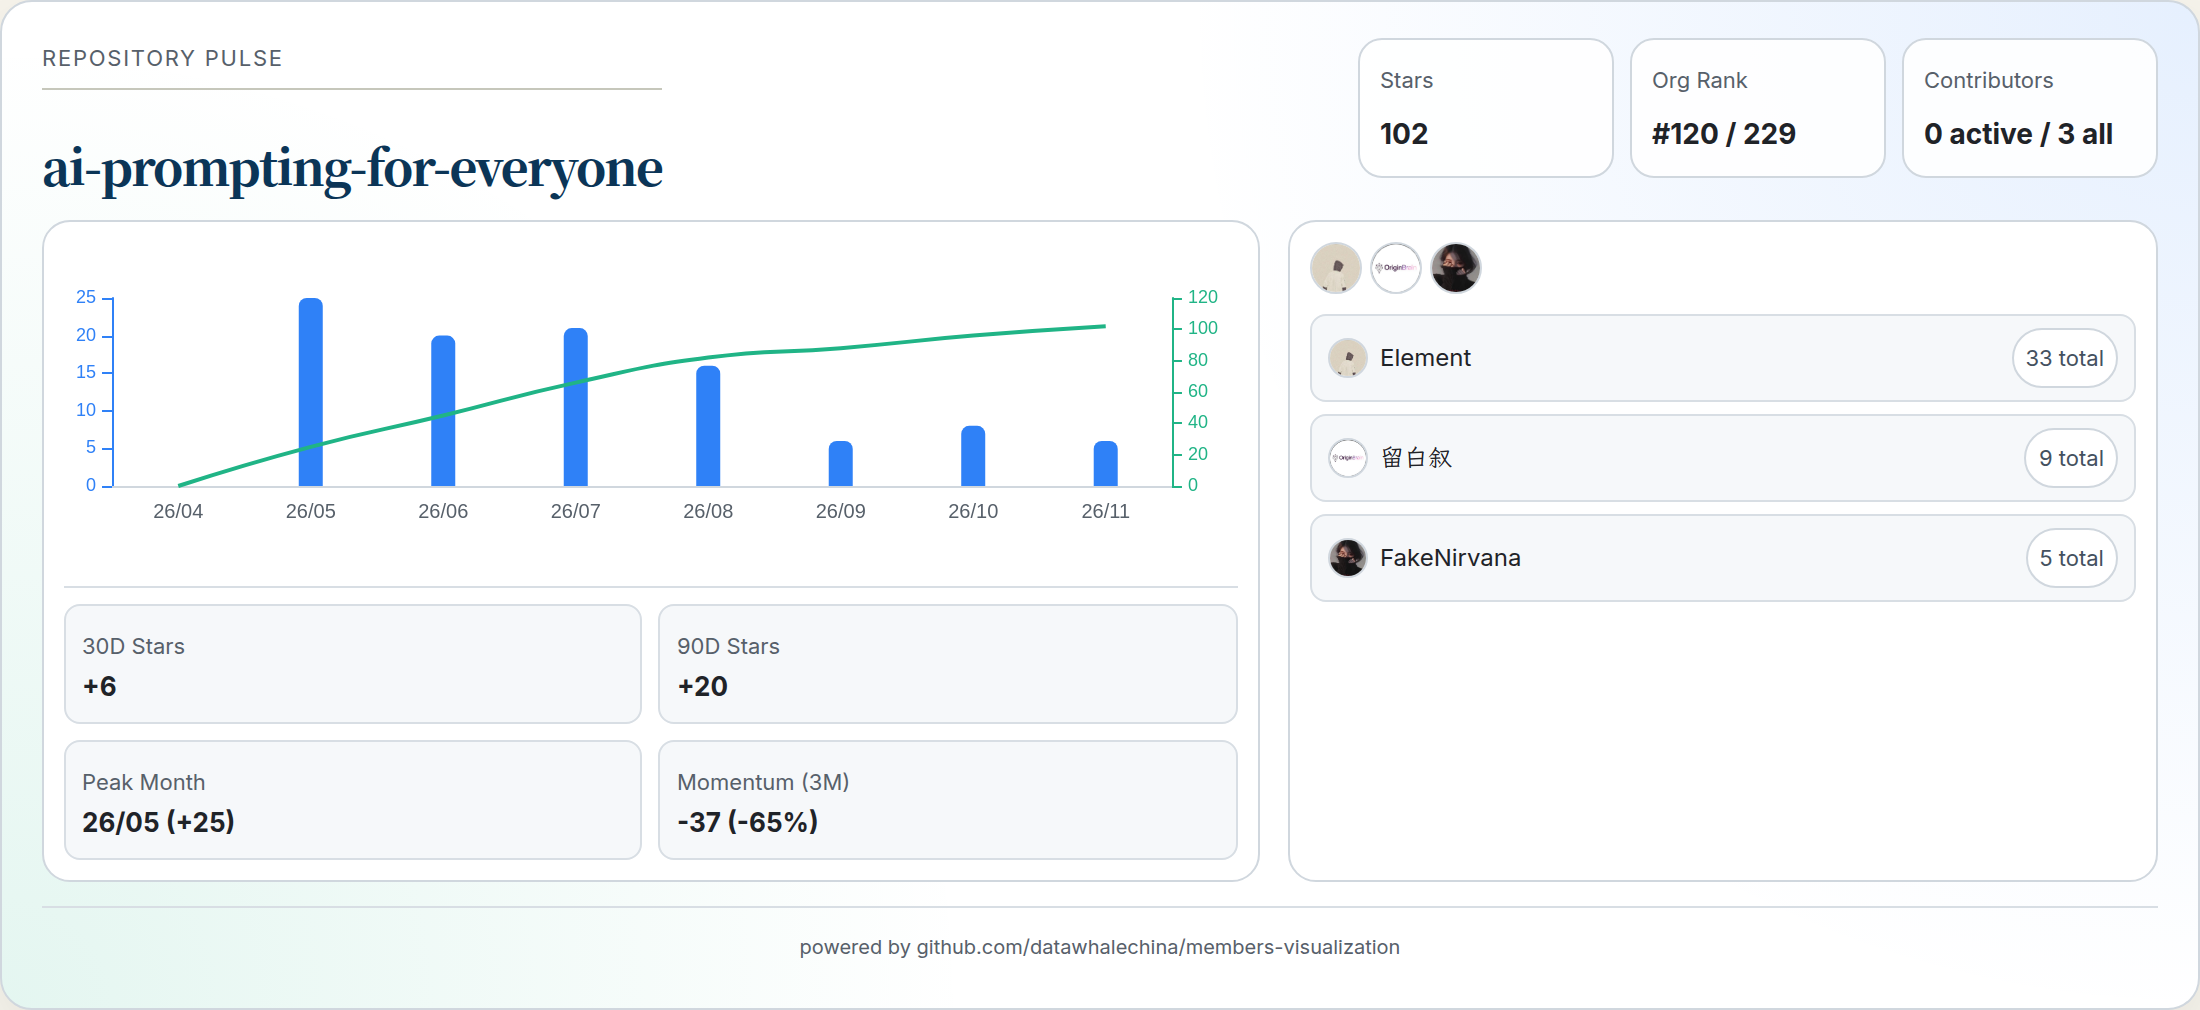 REPOSITORY PULSE
ai-prompting-for-everyone
Stars
102
Org Rank
#120 / 229
Contributors
0 active / 3 all
25
20
15
10
5
0
120
100
80
60
40
20
0
26/04
26/05
26/06
26/07
26/08
26/09
26/10
26/11
30D Stars
+6
90D Stars
+20
Peak Month
26/05 (+25)
Momentum (3M)
-37 (-65%)
Element
33 total
留白叙
9 total
FakeNirvana
5 total
powered by github.com/datawhalechina/members-visualization